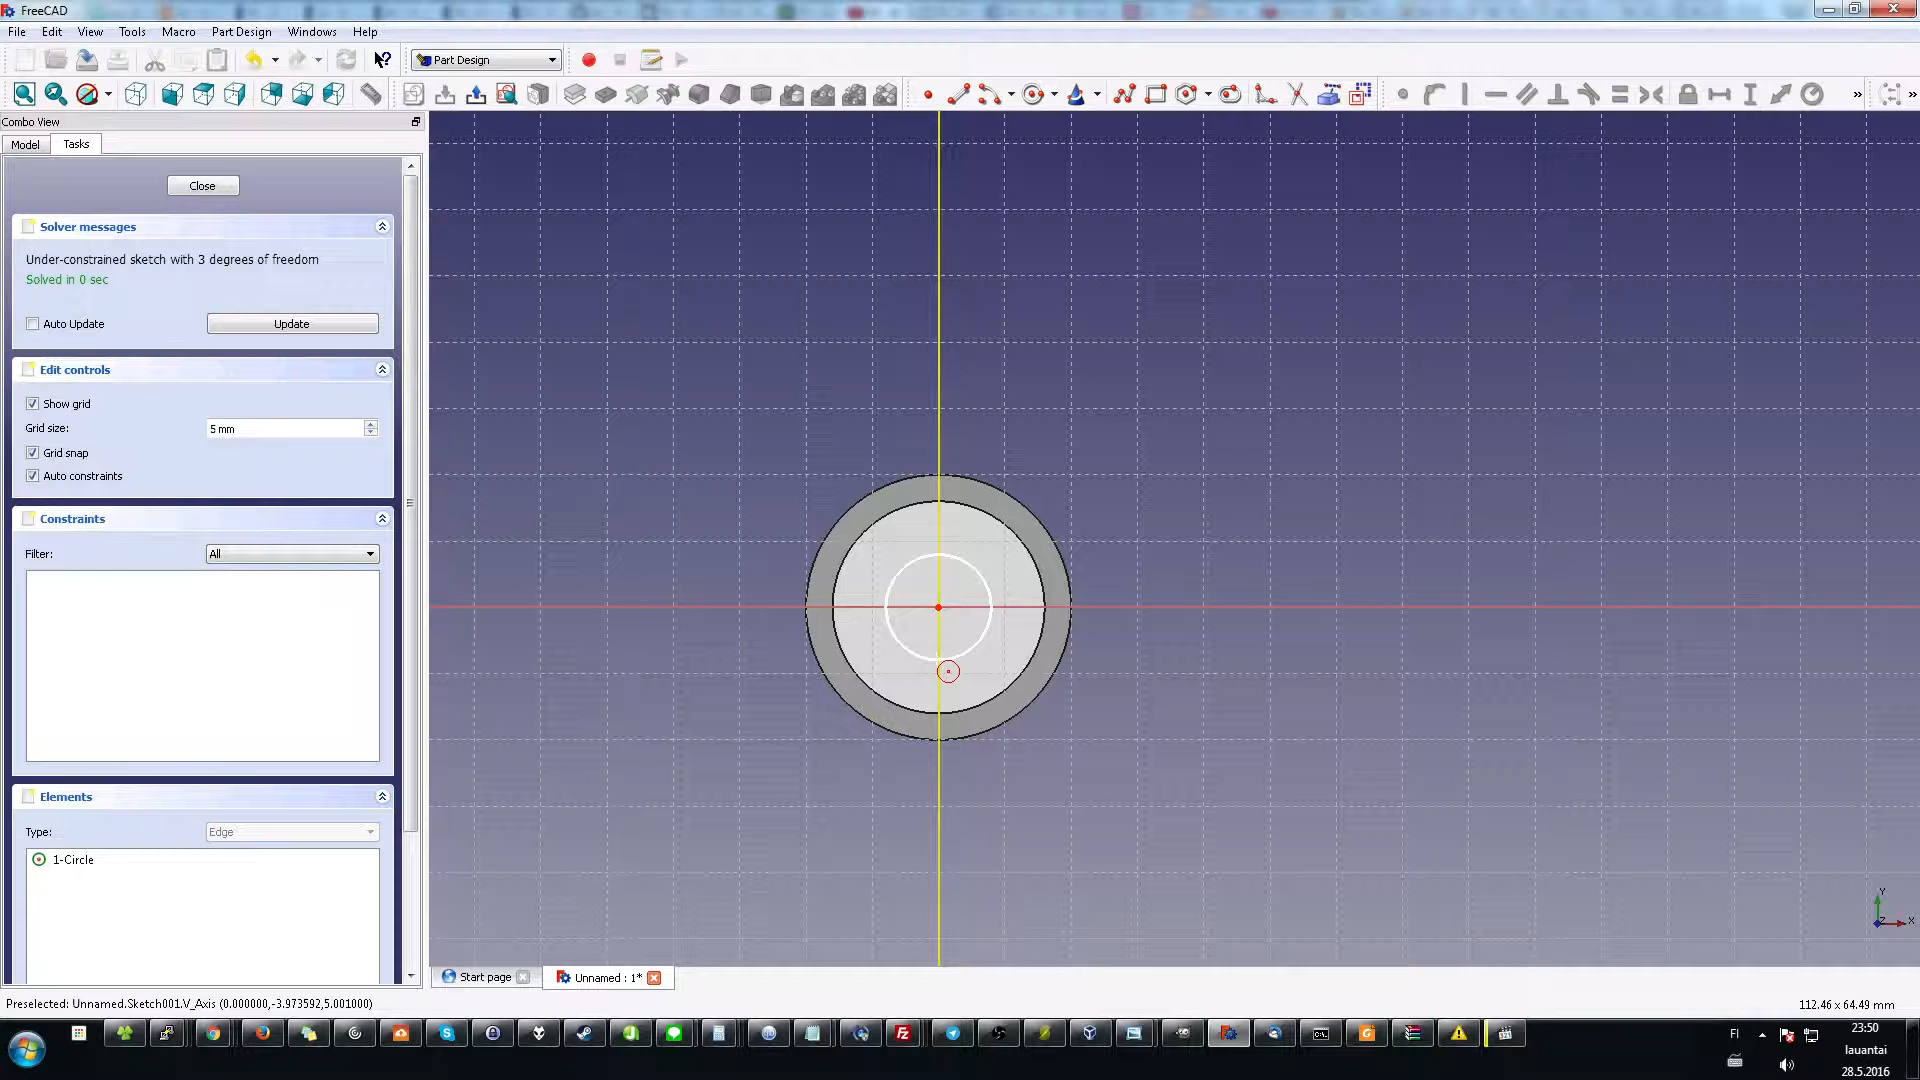 FreeCAD
File Edit View Tools Macro Part Design Windows Help
Part Design
Combo View
Model Tasks
Close
Solver messages
Under-constrained sketch with 3 degrees of freedom
Solved in 0 sec
Auto Update Update
Edit controls
Show grid
Grid size: 5 mm
Grid snap
Auto constraints
Constraints
Filter: All
Elements
Type: Edge
1-Circle
Y
Z X
Start page Unnamed : 1*
Preselected: Unnamed.Sketch001.V_Axis (0.000000,-3.973592,5.001000) 112.46 x 64.49 mm
FI 23:50
lauantai
28.5.2016